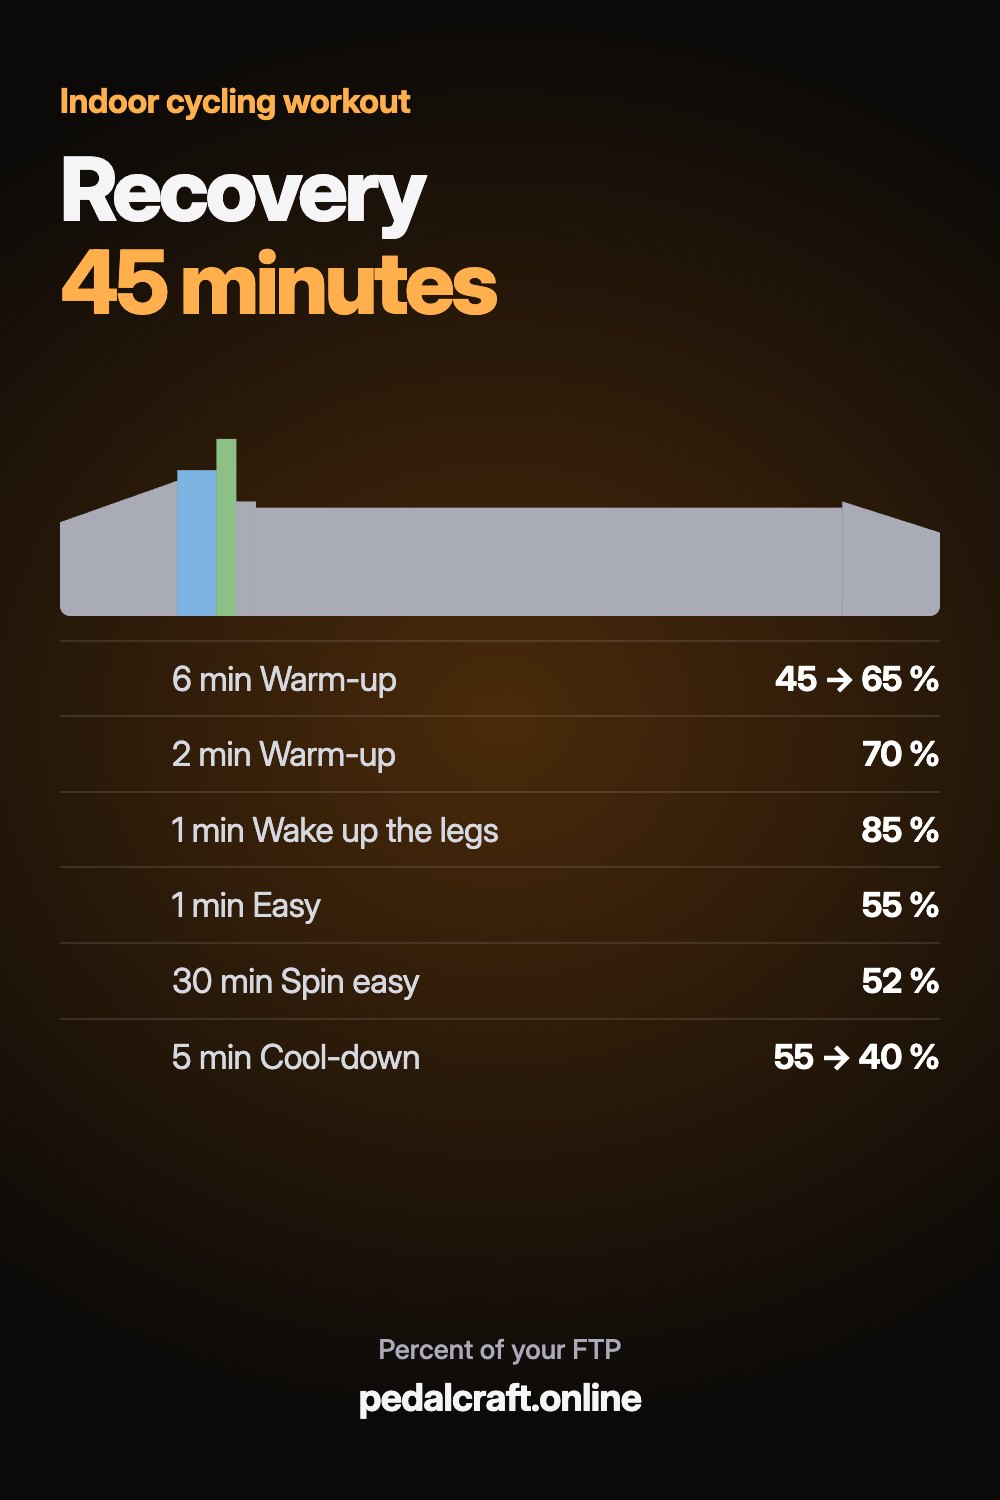 Indoor cycling workout
Recovery
45 minutes
6 min Warm-up 45 → 65 %
2 min Warm-up 70 %
1 min Wake up the legs 85 %
1 min Easy 55 %
30 min Spin easy 52 %
5 min Cool-down 55 → 40 %
Percent of your FTP
pedalcraft.online